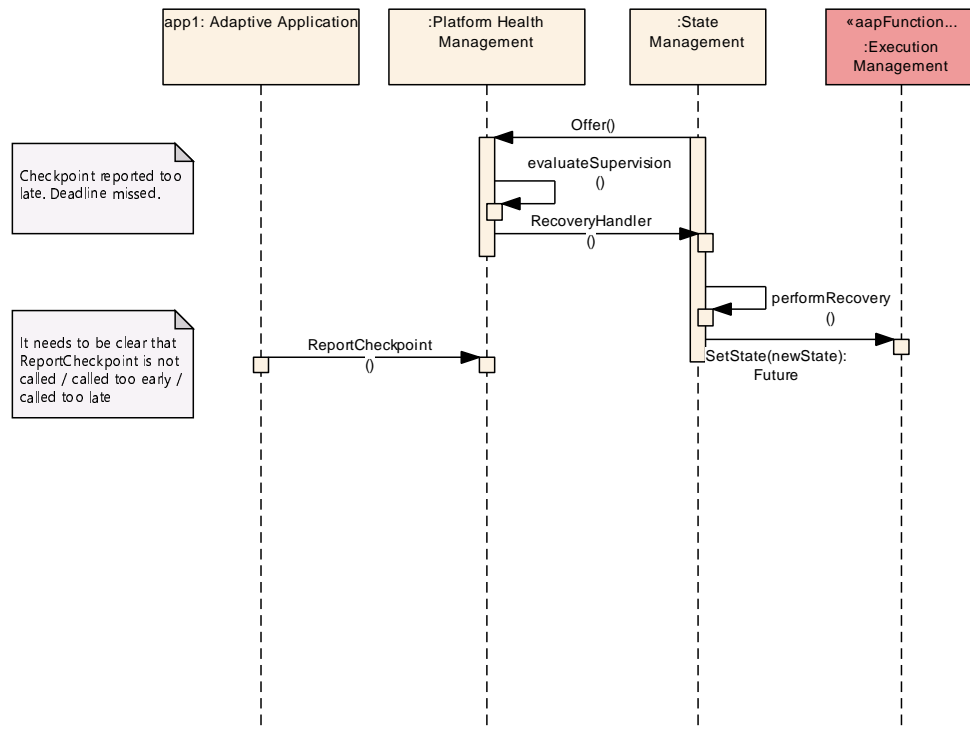 app1: Adaptive Application
:Platform Health
Management
:State
Management
«aapFunction...
:Execution
Management
Offer()
Checkpoint reported too
late. Deadline missed.
evaluateSupervision
()
RecoveryHandler
()
performRecovery
()
It needs to be clear that
ReportCheckpoint is not
called / called too early /
called too late
ReportCheckpoint
()
SetState(newState):
Future